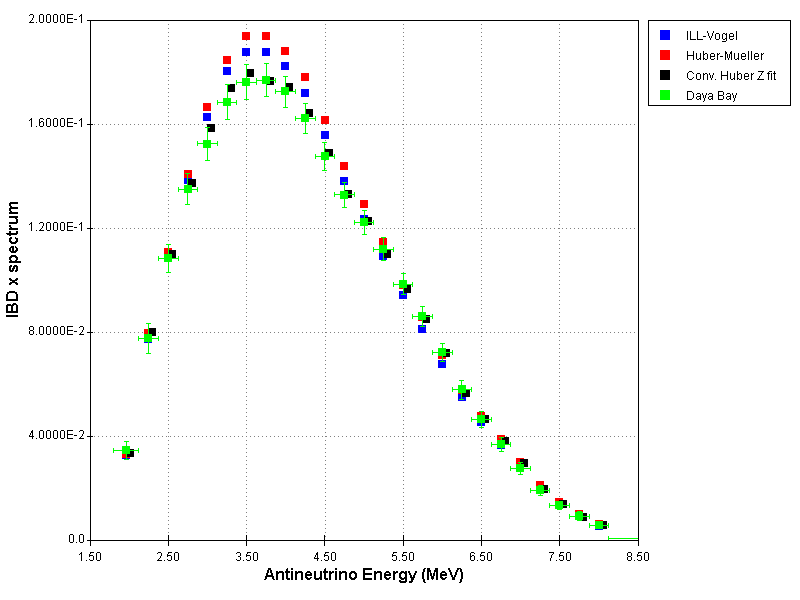 2.0000E-1
1.6000E-1
1.2000E-1
8.0000E-2
4.0000E-2
0.0
IBD x spectrum
1.50 2.50 3.50 4.50 5.50 6.50 7.50 8.50
Antineutrino Energy (MeV)
ILL-Vogel
Huber-Mueller
Conv. Huber Z fit
Daya Bay